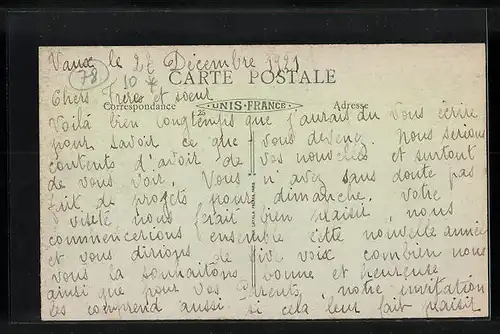 Vaux le 27 Décembre 1921
78
10 *
CARTE POSTALE
Chers Frère et soeur
Correspondance UNIS-FRANCE Adresse
25
Voilà bien longtemps que j'aurais du vous écrire
pour savoir ce que vous devenez. Nous serions
contents d'avoir de vos nouvelles et surtout
de vous voir. Vous n'avez sans doute pas
fait de projets pour dimanche. Votre
visite nous ferait bien plaisir, nous
commencerions ensemble cette nouvelle année
et vous dirions de vive voix combien nous
vous la souhaitons bonne et heureuse
ainsi que pour vos Parents, notre invitation
les comprend aussi si cela leur fait plaisir